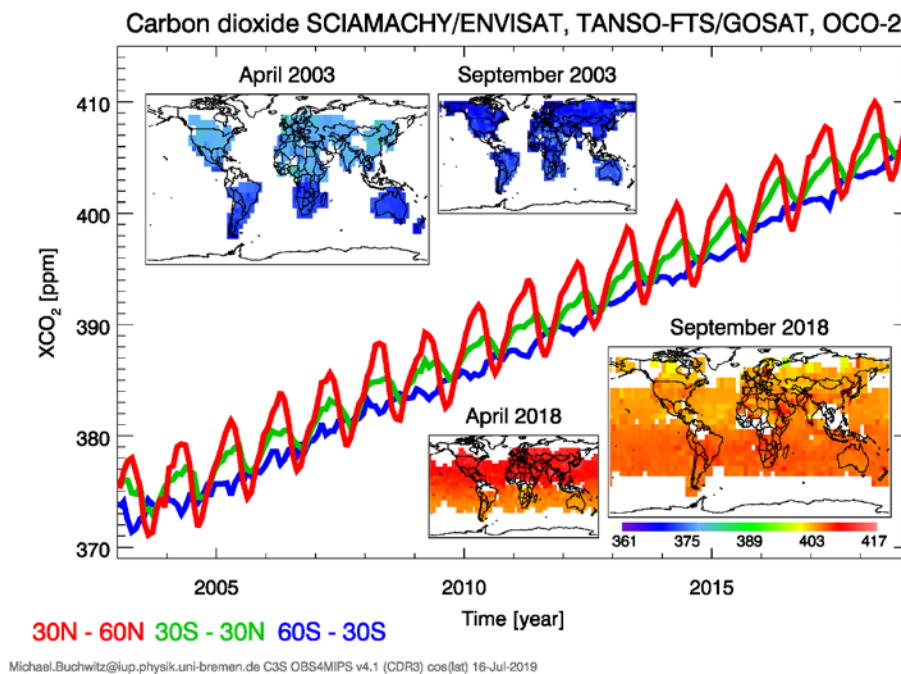 Carbon dioxide SCIAMACHY/ENVISAT, TANSO-FTS/GOSAT, OCO-2
April 2003
September 2003
410
400
390
380
370
XCO₂ [ppm]
September 2018
April 2018
361 375 389 403 417
2005 2010 2015
Time [year]
30N - 60N 30S - 30N 60S - 30S
Michael.Buchwitz@iup.physik.uni-bremen.de C3S OBS4MIPS v4.1 (CDR3) cos(lat) 16-Jul-2019